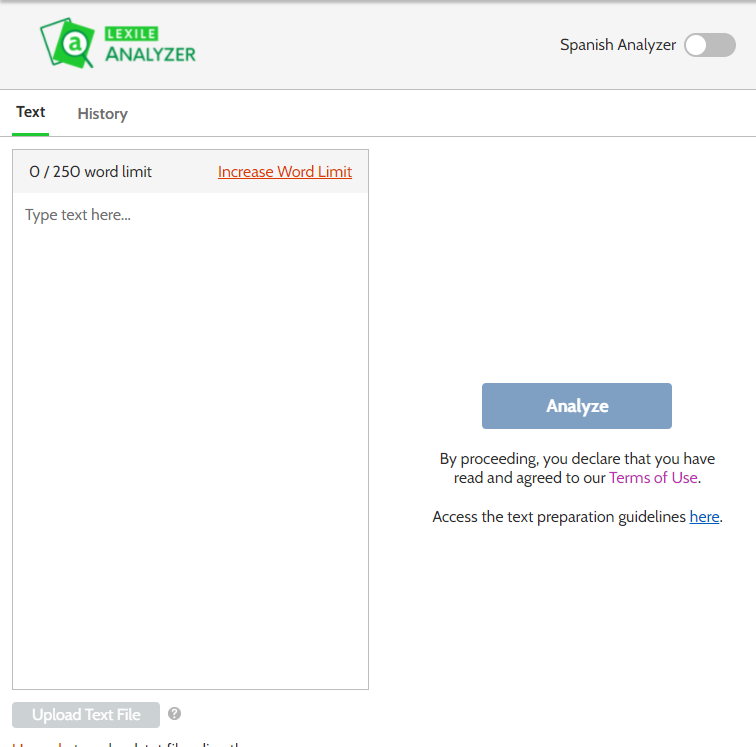 LEXILE
ANALYZER
Spanish Analyzer
Text History
0 / 250 word limit Increase Word Limit
Type text here...
Analyze
By proceeding, you declare that you have
read and agreed to our Terms of Use.
Access the text preparation guidelines here.
Upload Text File ?